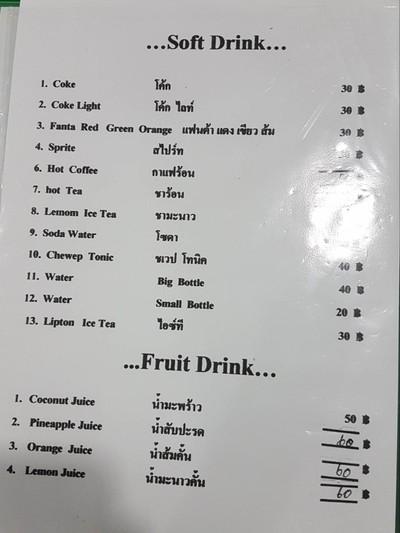 ...Soft Drink...
1. Coke โค้ก 30 ฿
2. Coke Light โค้ก ไลท์ 30 ฿
3. Fanta Red Green Orange แฟนต้า แดง เขียว ส้ม 30 ฿
4. Sprite สไปร์ท
6. Hot Coffee กาแฟร้อน
7. hot Tea ชาร้อน
8. Lemom Ice Tea ชามะนาว
9. Soda Water โซดา
10. Chewep Tonic ชเวป โทนิค 40 ฿
11. Water Big Bottle 40 ฿
12. Water Small Bottle 20 ฿
13. Lipton Ice Tea ไอซ์ที 30 ฿
...Fruit Drink...
1. Coconut Juice น้ำมะพร้าว 50 ฿
2. Pineapple Juice น้ำสับปะรด 60 ฿
3. Orange Juice น้ำส้มคั้น 60 ฿
4. Lemon Juice น้ำมะนาวคั้น 60 ฿